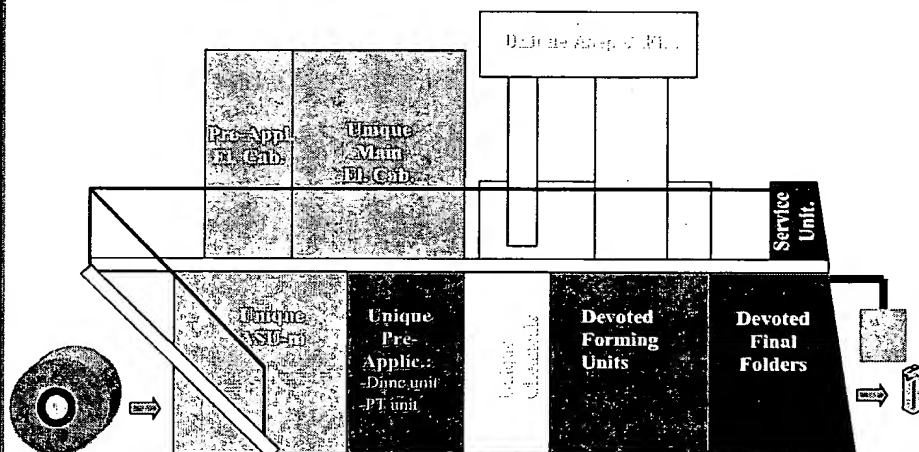 Pre-Appl.
El. Cab.
Unique
Main
El. Cab.
Service
Unit.
Unique
ASU-m
Unique
Pre-
Applic.:
-Dimc unit
-PT unit
Devoted
Forming
Units
Devoted
Final
Folders